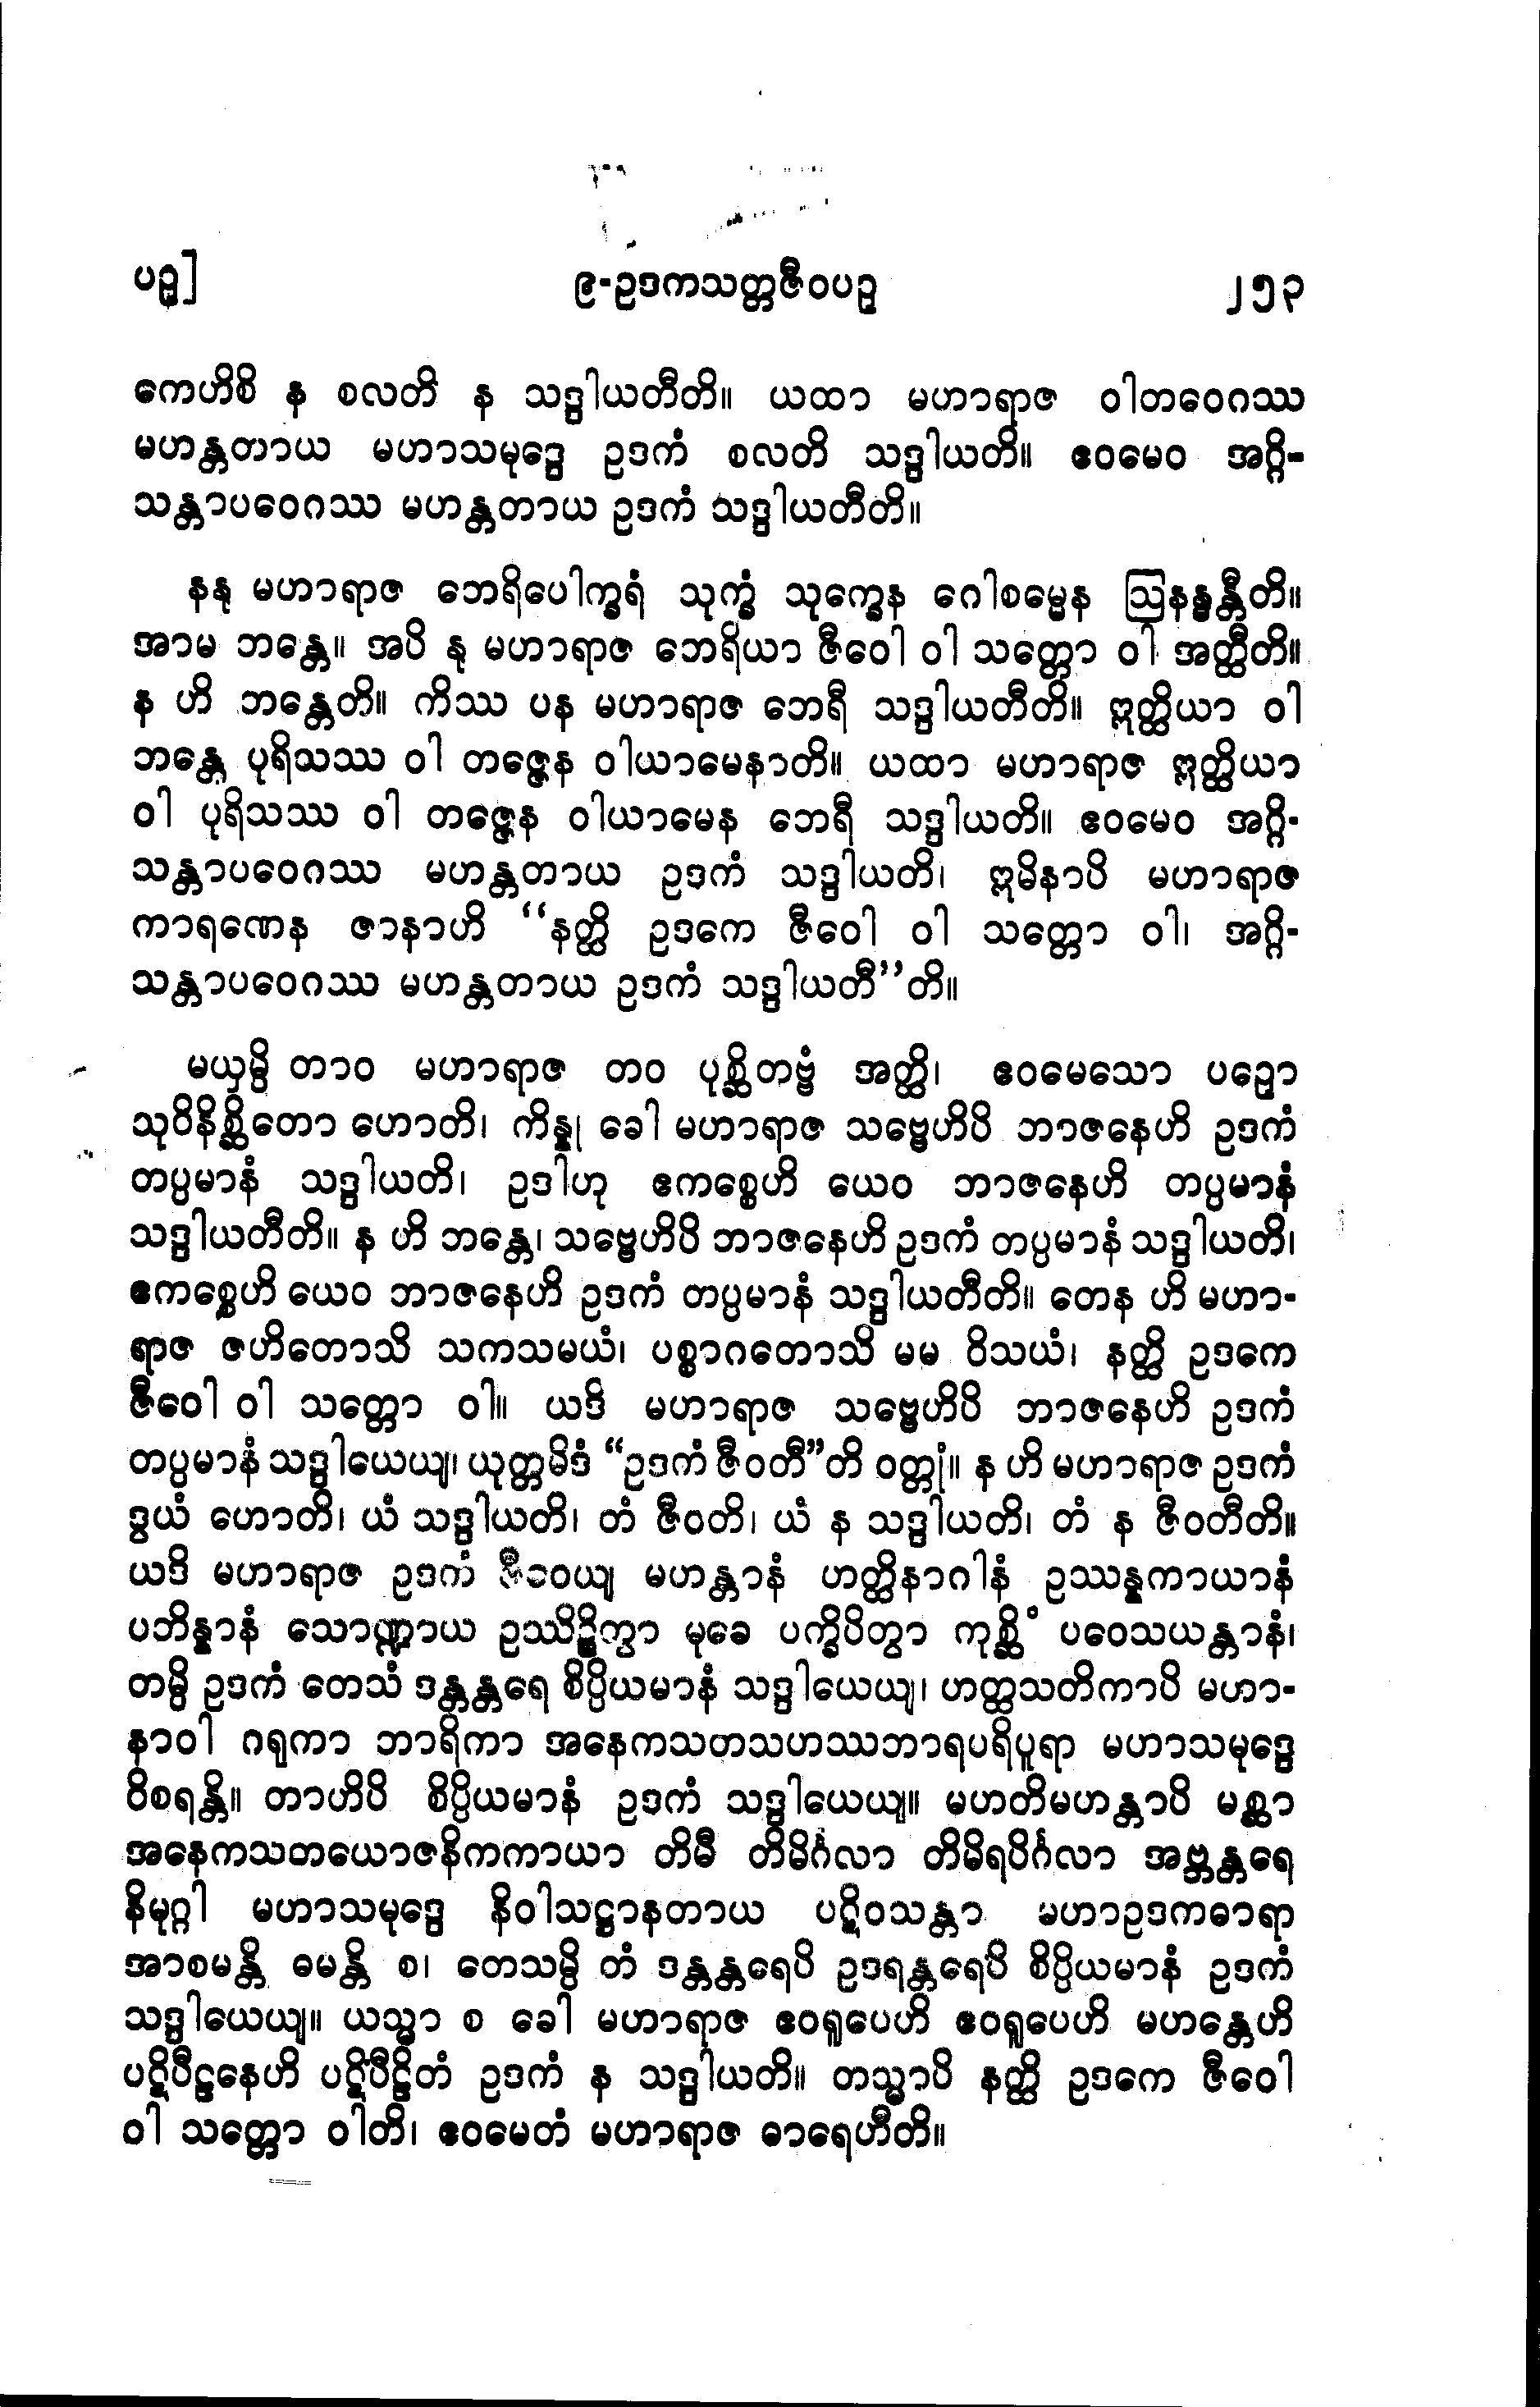 ပဥှ]
၉-ဥဒကသတ္တဇီဝပဥှ
၂၅၃
ကေဟိစိ န စလတိ န သဒ္ဒါယတီတိ။ ယထာ မဟာရာဇ ဝါတဝေဂဿ
မဟန္တတာယ မဟာသမုဒ္ဒေ ဥဒကံ စလတိ သဒ္ဒါယတိ။ ဧဝမေဝ အဂ္ဂိ-
သန္တာပဝေဂဿ မဟန္တတာယ ဥဒကံ သဒ္ဒါယတီတိ။
နနု မဟာရာဇ ဘေရိပေါက္ခရံ သုက္ခံ သုက္ခေန ဂေါစမ္မေန ဩနန္ဓန္တီတိ။
အာမ ဘန္တေ။ အပိ နု မဟာရာဇ ဘေရိယာ ဇီဝေါ ဝါ သတ္တော ဝါ အတ္ထီတိ။
န ဟိ ဘန္တေတိ။ ကိဿ ပန မဟာရာဇ ဘေရီ သဒ္ဒါယတီတိ။ ဣတ္ထိယာ ဝါ
ဘန္တေ ပုရိသဿ ဝါ တဇ္ဇေန ဝါယာမေနာတိ။ ယထာ မဟာရာဇ ဣတ္ထိယာ
ဝါ ပုရိသဿ ဝါ တဇ္ဇေန ဝါယာမေန ဘေရီ သဒ္ဒါယတိ။ ဧဝမေဝ အဂ္ဂိ-
သန္တာပဝေဂဿ မဟန္တတာယ ဥဒကံ သဒ္ဒါယတိ၊ ဣမိနာပိ မဟာရာဇ
ကာရဏေန ဇာနာဟိ “နတ္ထိ ဥဒကေ ဇီဝေါ ဝါ သတ္တော ဝါ၊ အဂ္ဂိ-
သန္တာပဝေဂဿ မဟန္တတာယ ဥဒကံ သဒ္ဒါယတီ”တိ။
မယှမ္ပိ တာဝ မဟာရာဇ တဝ ပုစ္ဆိတဗ္ဗံ အတ္ထိ၊ ဧဝမေသော ပဉှော
သုဝိနိစ္ဆိတော ဟောတိ၊ ကိန္နု ခေါ မဟာရာဇ သဗ္ဗေဟိပိ ဘာဇနေဟိ ဥဒကံ
တပ္ပမာနံ သဒ္ဒါယတိ၊ ဥဒါဟု ဧကစ္စေဟိ ယေဝ ဘာဇနေဟိ တပ္ပမာနံ
သဒ္ဒါယတီတိ။ န ဟိ ဘန္တေ၊ သဗ္ဗေဟိပိ ဘာဇနေဟိ ဥဒကံ တပ္ပမာနံ သဒ္ဒါယတိ၊
ဧကစ္စေဟိ ယေဝ ဘာဇနေဟိ ဥဒကံ တပ္ပမာနံ သဒ္ဒါယတီတိ။ တေန ဟိ မဟာ-
ရာဇ ဇဟိတောသိ သကသမယံ၊ ပစ္စာဂတောသိ မမ ဝိသယံ၊ နတ္ထိ ဥဒကေ
ဇီဝေါ ဝါ သတ္တော ဝါ။ ယဒိ မဟာရာဇ သဗ္ဗေဟိပိ ဘာဇနေဟိ ဥဒကံ
တပ္ပမာနံ သဒ္ဒါယေယျ၊ ယုတ္တမိဒံ “ဥဒကံ ဇီဝတီ”တိ ဝတ္တုံ။ န ဟိ မဟာရာဇ ဥဒကံ
ဒွယံ ဟောတိ၊ ယံ သဒ္ဒါယတိ၊ တံ ဇီဝတိ၊ ယံ န သဒ္ဒါယတိ၊ တံ န ဇီဝတီတိ။
ယဒိ မဟာရာဇ ဥဒကံ ဇီဝေယျ မဟန္တာနံ ဟတ္ထိနာဂါနံ ဥဿန္နကာယာနံ
ပဘိန္နာနံ သောဏ္ဍာယ ဥဿိဉ္စိတွာ မုခေ ပက္ခိပိတွာ ကုစ္ဆိံ ပဝေသယန္တာနံ၊
တမ္ပိ ဥဒကံ တေသံ ဒန္တန္တရေ စိပ္ပိယမာနံ သဒ္ဒါယေယျ၊ ဟတ္ထသတိကာပိ မဟာ-
နာဝါ ဂရုကာ ဘာရိကာ အနေကသတသဟဿဘာရပရိပူရာ မဟာသမုဒ္ဒေ
ဝိစရန္တိ။ တာဟိပိ စိပ္ပိယမာနံ ဥဒကံ သဒ္ဒါယေယျ။ မဟတိမဟန္တာပိ မစ္ဆာ
အနေကသတယောဇနိကကာယာ တိမီ တိမိင်္ဂလာ တိမိရပိင်္ဂလာ အဗ္ဘန္တရေ
နိမုဂ္ဂါ မဟာသမုဒ္ဒေ နိဝါသဋ္ဌာနတာယ ပဋိဝသန္တာ မဟာဥဒကဓာရာ
အာစမန္တိ ဓမန္တိ စ၊ တေသမ္ပိ တံ ဒန္တန္တရေပိ ဥဒရန္တရေပိ စိပ္ပိယမာနံ ဥဒကံ
သဒ္ဒါယေယျ။ ယသ္မာ စ ခေါ မဟာရာဇ ဧဝရူပေဟိ ဧဝရူပေဟိ မဟန္တေဟိ
ပဋိပီဠနေဟိ ပဋိပီဠိတံ ဥဒကံ န သဒ္ဒါယတိ။ တသ္မာပိ နတ္ထိ ဥဒကေ ဇီဝေါ
ဝါ သတ္တော ဝါတိ၊ ဧဝမေတံ မဟာရာဇ ဓာရေဟီတိ။